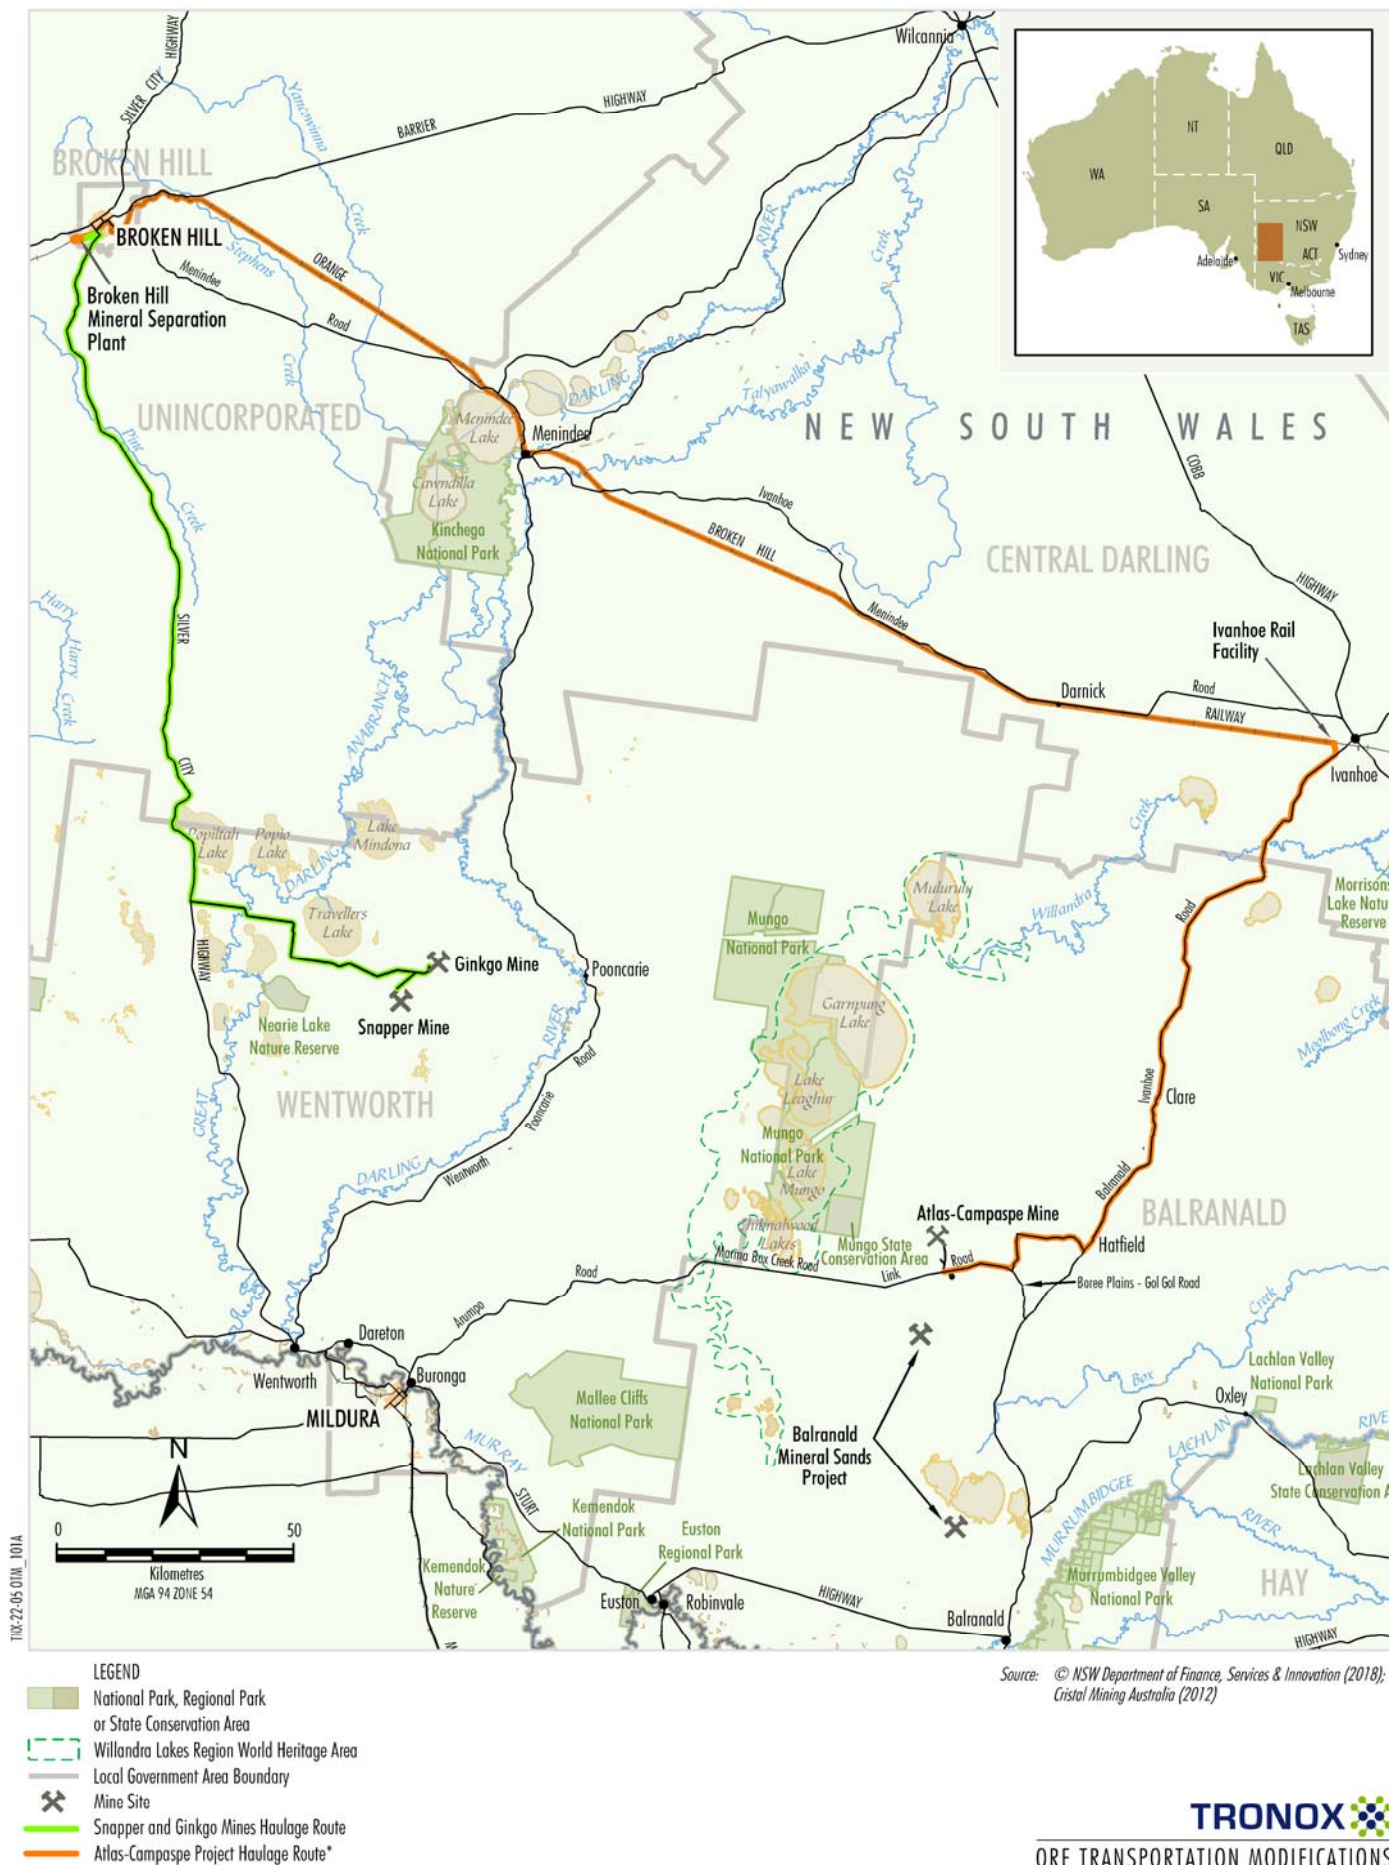 Wilcannia
SILVER CITY HIGHWAY
BARRIER
HIGHWAY
Yancowinna
Creek
BROKEN HILL
BROKEN HILL
Stephens
Creek
ORANGE
Menindee
Road
Broken Hill
Mineral Separation
Plant
WA
NT
QLD
SA
NSW
ACT
VIC
TAS
Adelaide
Sydney
Melbourne
RIVER
Creek
DARLING
Talyawalka
UNINCORPORATED
Menindee
Lake
Menindee
NEW SOUTH WALES
COBB
HIGHWAY
Pine
Creek
Cawndilla
Lake
Kinchega
National Park
Ivanhoe
BROKEN HILL
Menindee
CENTRAL DARLING
Harry
Harry
Creek
SILVER
Ivanhoe Rail
Facility
Darnick
Road
RAILWAY
Ivanhoe
ANABRANCH
CITY
Popiltah
Lake
Popio
Lake
Lake
Mindona
DARLING
Travellers
Lake
Creek
Willandra
Mulurulu
Lake
Mungo
National Park
Morrisons
Lake Natu
Reserve
Road
HIGHWAY
Ginkgo Mine
Snapper Mine
Pooncarie
Nearie Lake
Nature Reserve
Garnpung
Lake
Moolbong Creek
RIVER
Road
WENTWORTH
GREAT
Lake
Leaghur
Ivanhoe
Clare
Pooncarie
DARLING
Wentworth
Mungo
National Park
Lake
Mungo
Balranald
BALRANALD
Atlas-Campaspe Mine
Lakes
Mungo State
Conservation Area
Hatfield
Marma Box Creek Road
Link
Road
Boree Plains - Gol Gol Road
Road
Arumpo
Creek
Dareton
Wentworth
Buronga
MILDURA
Mallee Cliffs
National Park
Box
Lachlan Valley
National Park
Oxley
LACHLAN
RIVE
Balranald
Mineral Sands
Project
MURRAY
STURT
Lachlan Valley
State Conservation A
N
0
50
Kilometres
MGA 94 ZONE 54
Kemendok
National Park
Euston
Regional Park
MURRUMBIDGEE
RIVER
Kemendok
Nature
Reserve
Murrumbidgee Valley
National Park
HAY
Euston
Robinvale
HIGHWAY
Balranald
HIGHWAY
TNX-22-05 OTM_101A
LEGEND
National Park, Regional Park
or State Conservation Area
Willandra Lakes Region World Heritage Area
Local Government Area Boundary
Mine Site
Snapper and Ginkgo Mines Haulage Route
Atlas-Campaspe Project Haulage Route*
Source: © NSW Department of Finance, Services & Innovation (2018);
Cristal Mining Australia (2012)
TRONOX
ORE TRANSPORTATION MODIFICATIONS